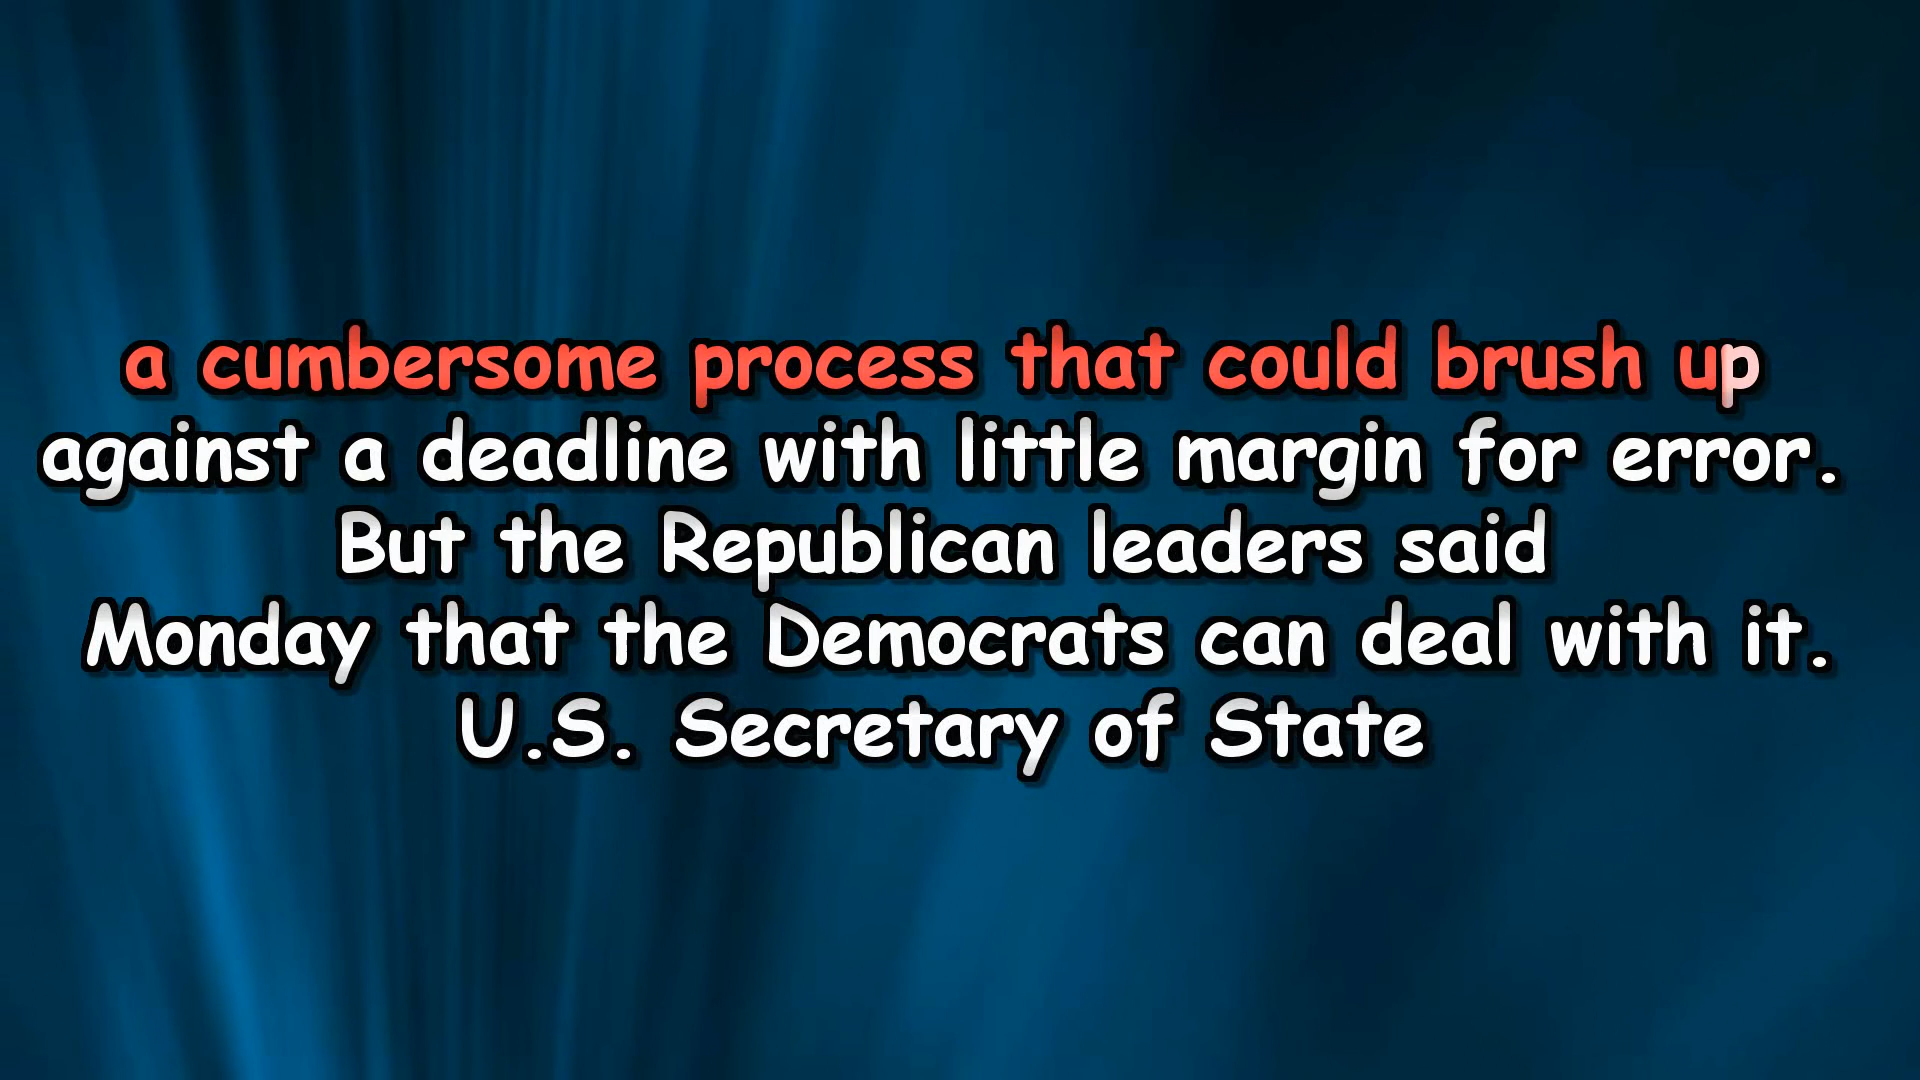 a cumbersome process that could brush up
against a deadline with little margin for error.
But the Republican leaders said
Monday that the Democrats can deal with it.
U.S. Secretary of State